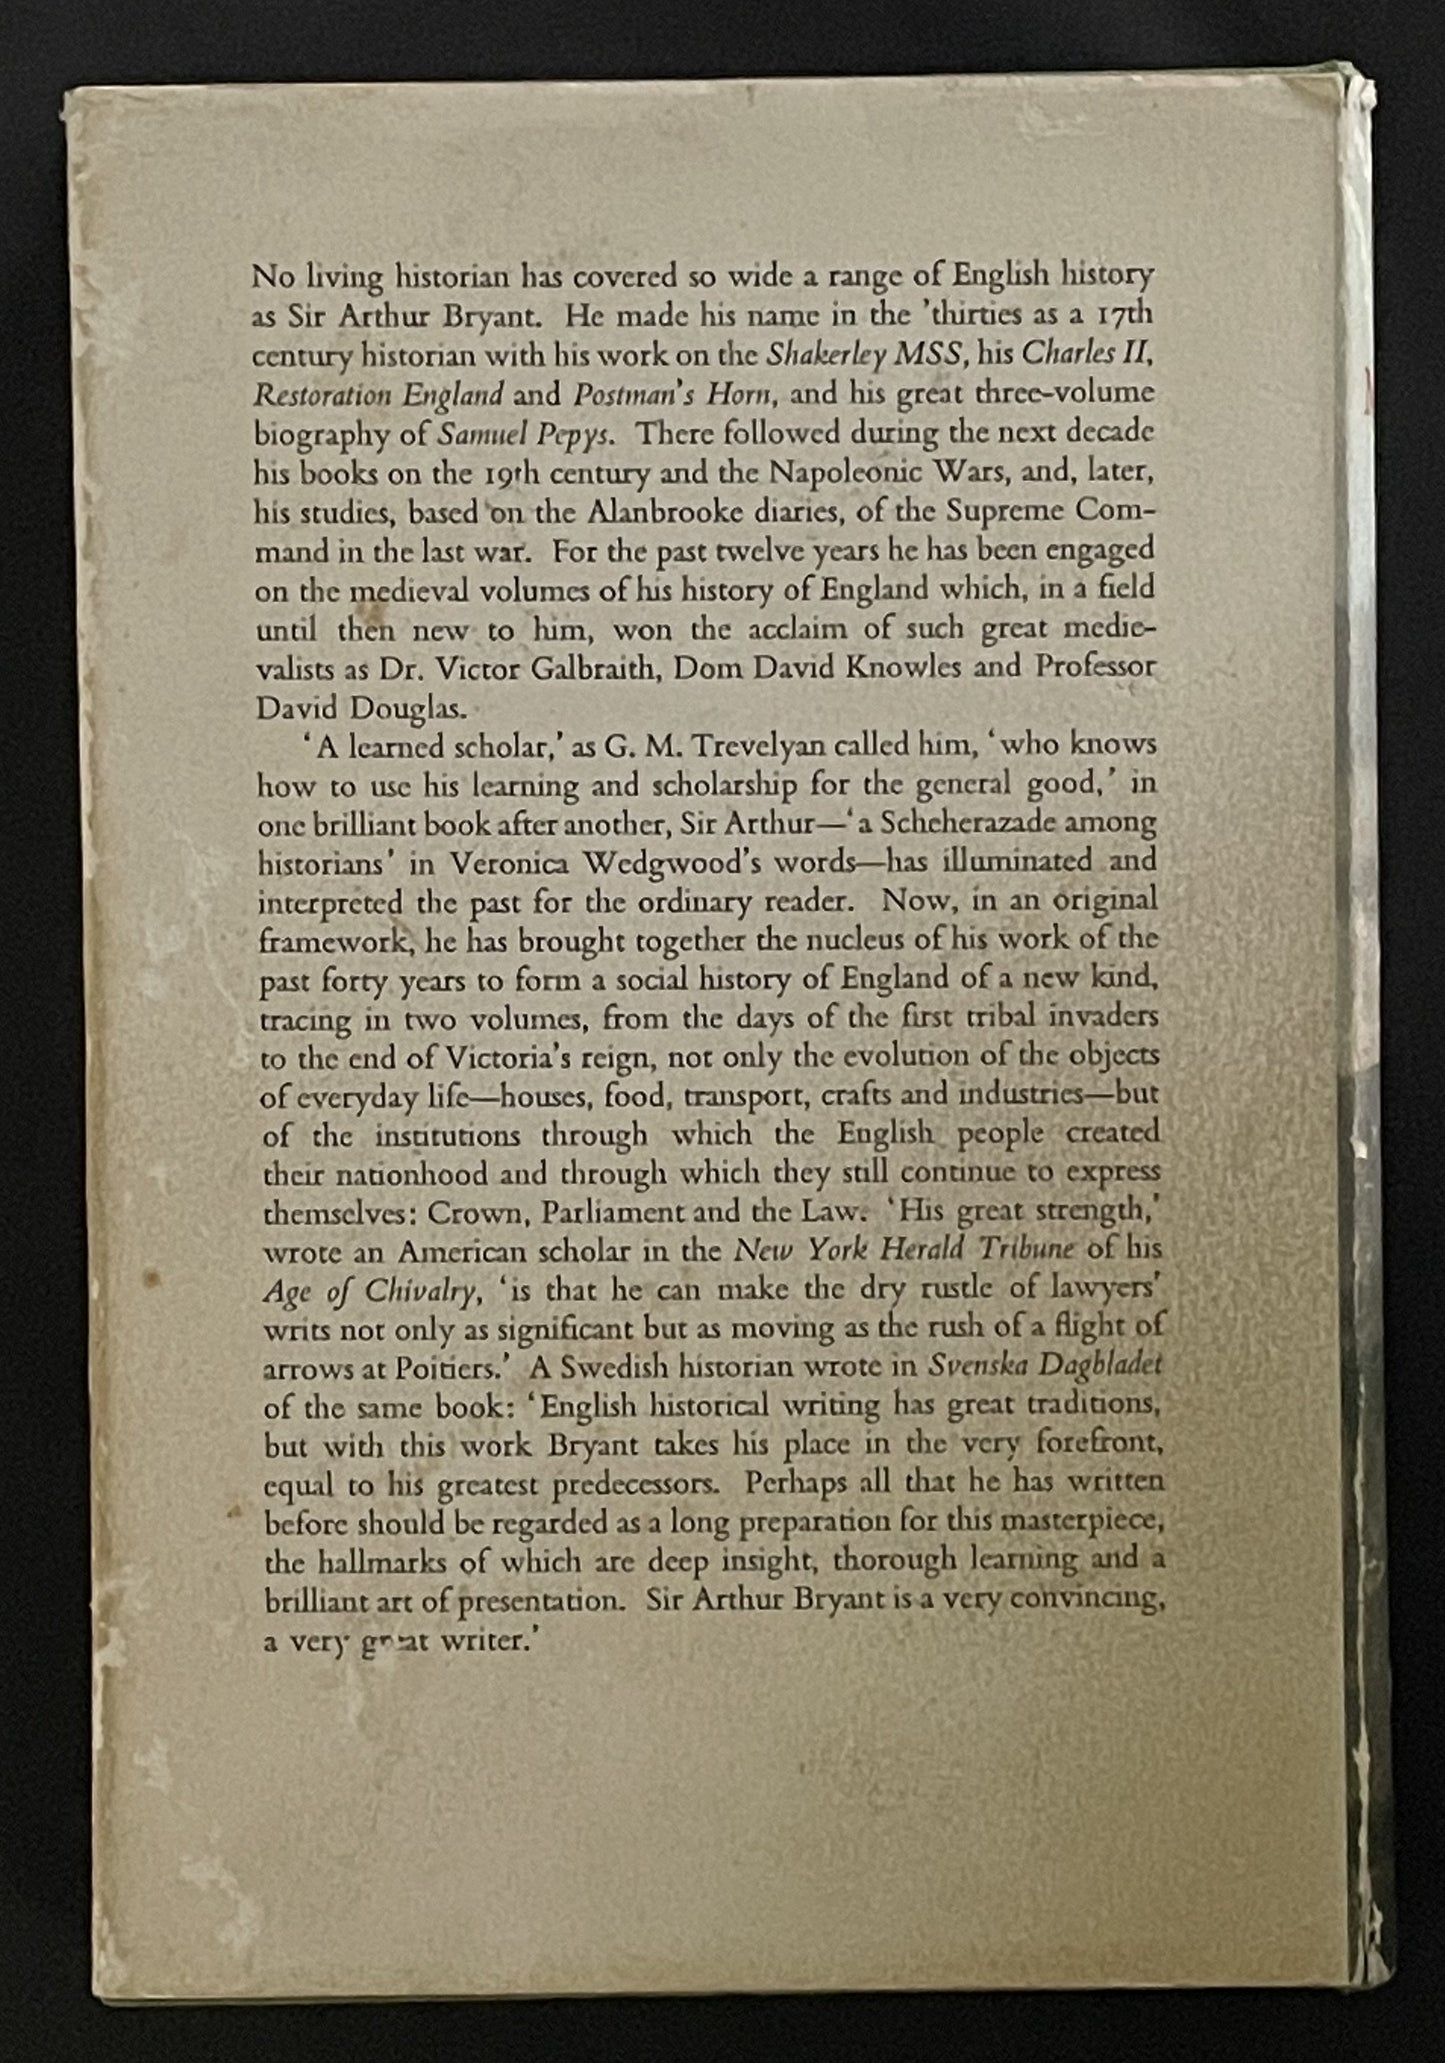 No living historian has covered so wide a range of English history
as Sir Arthur Bryant. He made his name in the 'thirties as a 17th
century historian with his work on the Shakerley MSS, his Charles II,
Restoration England and Postman's Horn, and his great three-volume
biography of Samuel Pepys. There followed during the next decade
his books on the 19th century and the Napoleonic Wars, and, later,
his studies, based on the Alanbrooke diaries, of the Supreme Com-
mand in the last war. For the past twelve years he has been engaged
on the medieval volumes of his history of England which, in a field
until then new to him, won the acclaim of such great medie-
valists as Dr. Victor Galbraith, Dom David Knowles and Professor
David Douglas.
'A learned scholar,' as G. M. Trevelyan called him, 'who knows
how to use his learning and scholarship for the general good,' in
one brilliant book after another, Sir Arthur—'a Scheherazade among
historians' in Veronica Wedgwood's words—has illuminated and
interpreted the past for the ordinary reader. Now, in an original
framework, he has brought together the nucleus of his work of the
past forty years to form a social history of England of a new kind,
tracing in two volumes, from the days of the first tribal invaders
to the end of Victoria's reign, not only the evolution of the objects
of everyday life—houses, food, transport, crafts and industries—but
of the institutions through which the English people created
their nationhood and through which they still continue to express
themselves: Crown, Parliament and the Law. 'His great strength,'
wrote an American scholar in the New York Herald Tribune of his
Age of Chivalry, 'is that he can make the dry rustle of lawyers'
writs not only as significant but as moving as the rush of a flight of
arrows at Poitiers.' A Swedish historian wrote in Svenska Dagbladet
of the same book: 'English historical writing has great traditions,
but with this work Bryant takes his place in the very forefront,
equal to his greatest predecessors. Perhaps all that he has written
before should be regarded as a long preparation for this masterpiece,
the hallmarks of which are deep insight, thorough learning and a
brilliant art of presentation. Sir Arthur Bryant is a very convincing,
a very great writer.'